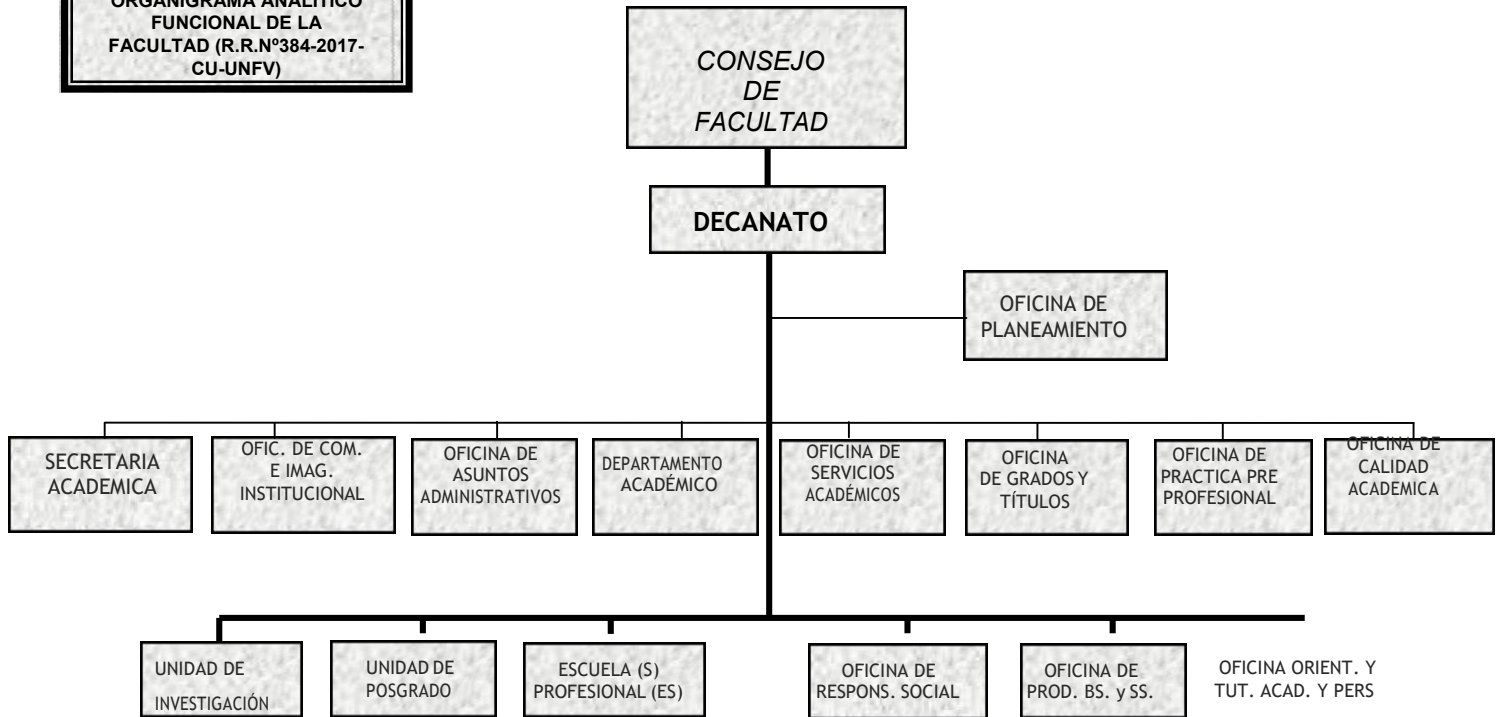 ORGANIGRAMA ANALITICO
FUNCIONAL DE LA
FACULTAD (R.R.Nº384-2017-
CU-UNFV)
CONSEJO
DE
FACULTAD
DECANATO
OFICINA DE
PLANEAMIENTO
SECRETARIA
ACADEMICA
OFIC. DE COM.
E IMAG.
INSTITUCIONAL
OFICINA DE
ASUNTOS
ADMINISTRATIVOS
DEPARTAMENTO
ACADÉMICO
OFICINA DE
SERVICIOS
ACADÉMICOS
OFICINA
DE GRADOS Y
TÍTULOS
OFICINA DE
PRACTICA PRE
PROFESIONAL
OFICINA DE
CALIDAD
ACADEMICA
UNIDAD DE
INVESTIGACIÓN
UNIDAD DE
POSGRADO
ESCUELA (S)
PROFESIONAL (ES)
OFICINA DE
RESPONS. SOCIAL
OFICINA DE
PROD. BS. y SS.
OFICINA ORIENT. Y
TUT. ACAD. Y PERS